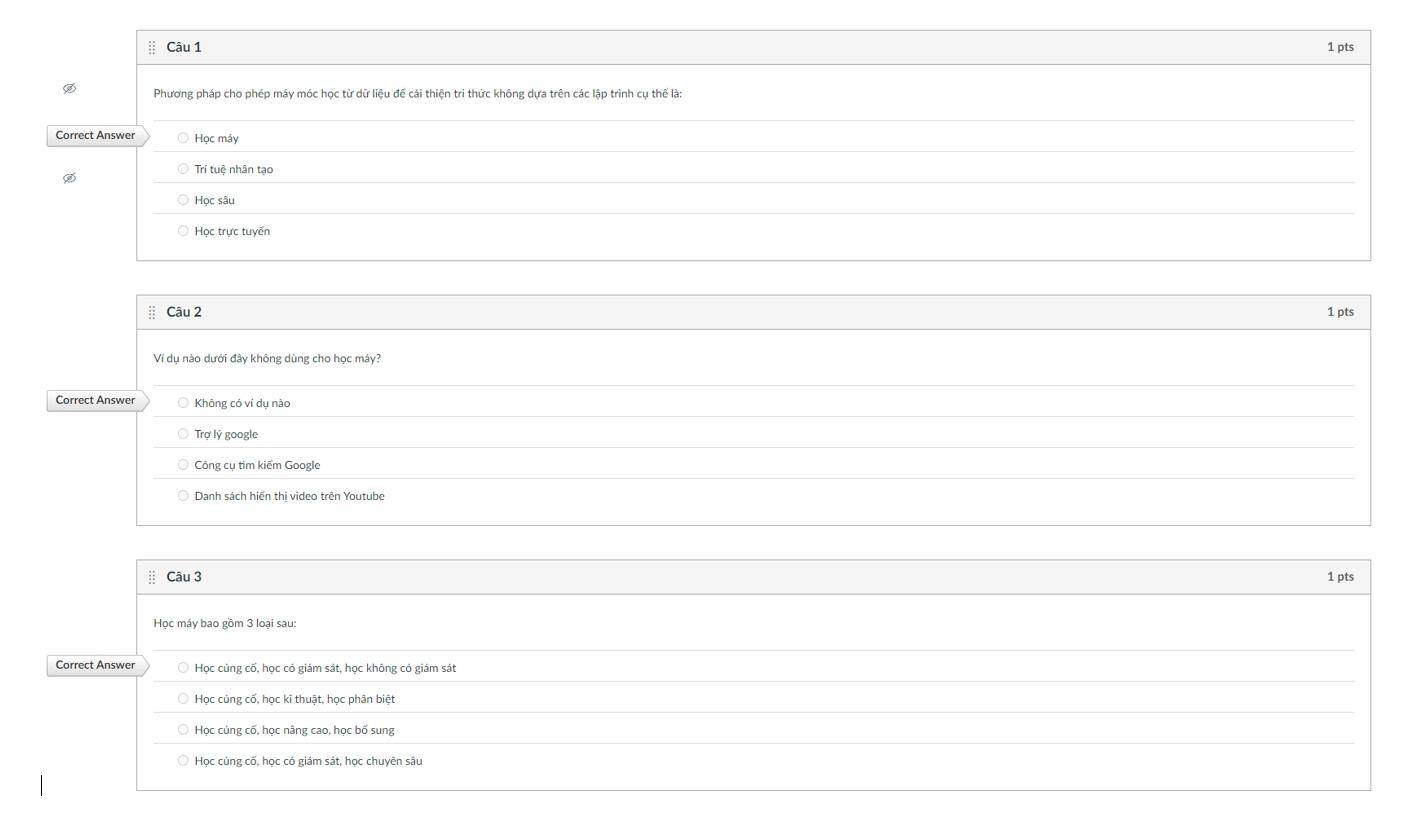 Câu 1
1 pts
Phương pháp cho phép máy móc học từ dữ liệu để cải thiện tri thức không dựa trên các lập trình cụ thể là:
Correct Answer
Học máy
Trí tuệ nhân tạo
Học sâu
Học trực tuyến
Câu 2
1 pts
Ví dụ nào dưới đây không dùng cho học máy?
Correct Answer
Không có ví dụ nào
Trợ lý google
Công cụ tìm kiếm Google
Danh sách hiển thị video trên Youtube
Câu 3
1 pts
Học máy bao gồm 3 loại sau:
Correct Answer
Học củng cố, học có giám sát, học không có giám sát
Học củng cố, học kĩ thuật, học phân biệt
Học củng cố, học nâng cao, học bổ sung
Học củng cố, học có giám sát, học chuyên sâu